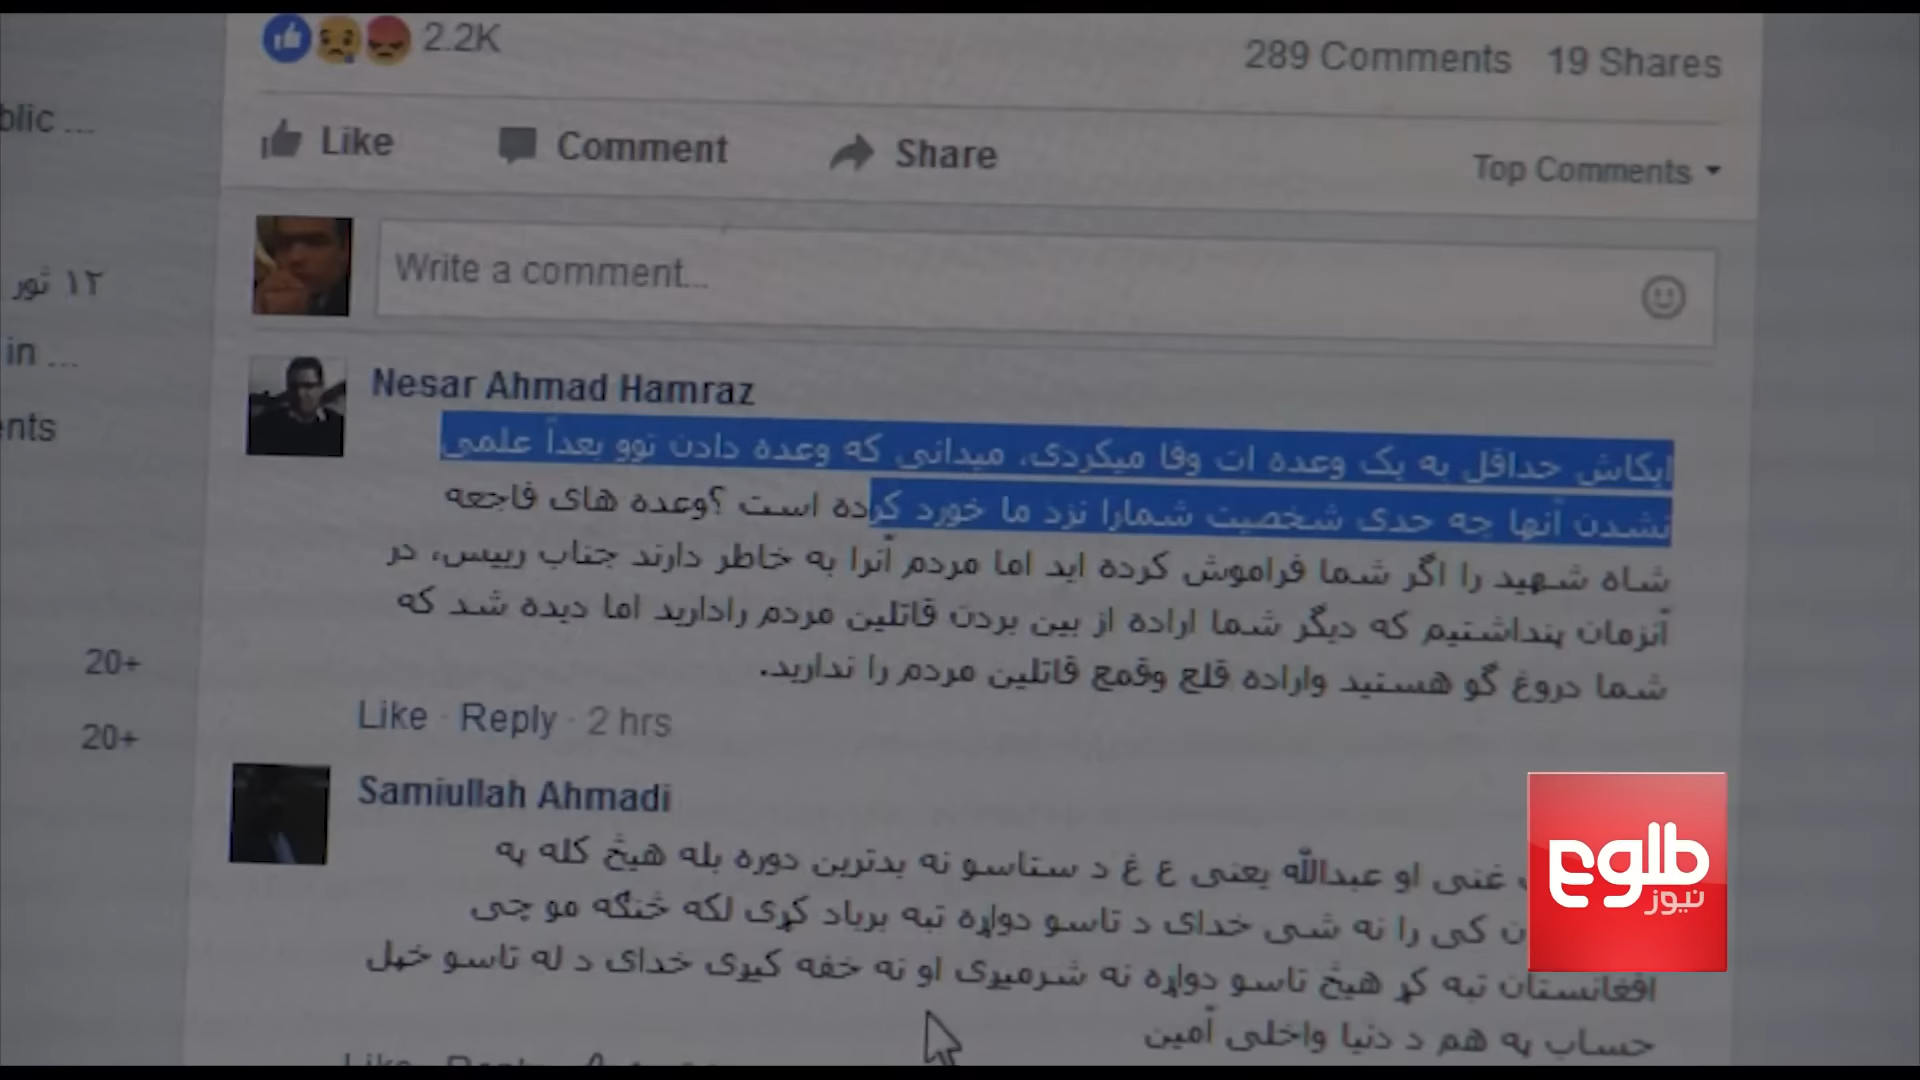 2.2K
289 Comments 19 Shares
Like Comment Share
Top Comments
Write a comment...
blic ...
۱۲ ثور
in ...
nts
20+
20+
Nesar Ahmad Hamraz
ایکاش حداقل به یک وعده ات وفا میکردی، میدانی که وعده دادن توو بعداً علمی
نشدن آنها چه حدی شخصیت شمارا نزد ما خورد کرده است ؟وعده های فاجعه
شاه شهید را اگر شما فراموش کرده اید اما مردم آنرا به خاطر دارند جناب رییس، در
آنزمان پنداشتیم که دیگر شما اراده از بین بردن قاتلین مردم رادارید اما دیده شد که
شما دروغ گو هستید واراده قلع وقمع قاتلین مردم را ندارید.
Like · Reply · 2 hrs
Samiullah Ahmadi
غنی او عبدالله یعنی ع غ د ستاسو نه بدترین دوره بله هیڅ کله په
ن کی را نه شی خدای د تاسو دواړه تبه برباد کړی لکه څنګه مو چی
افغانستان تبه کړ هیڅ تاسو دواړه نه شرمیږی او نه خفه کیږی خدای د له تاسو خپل
حساب په هم د دنیا واخلی آمین
طلوع
نیوز